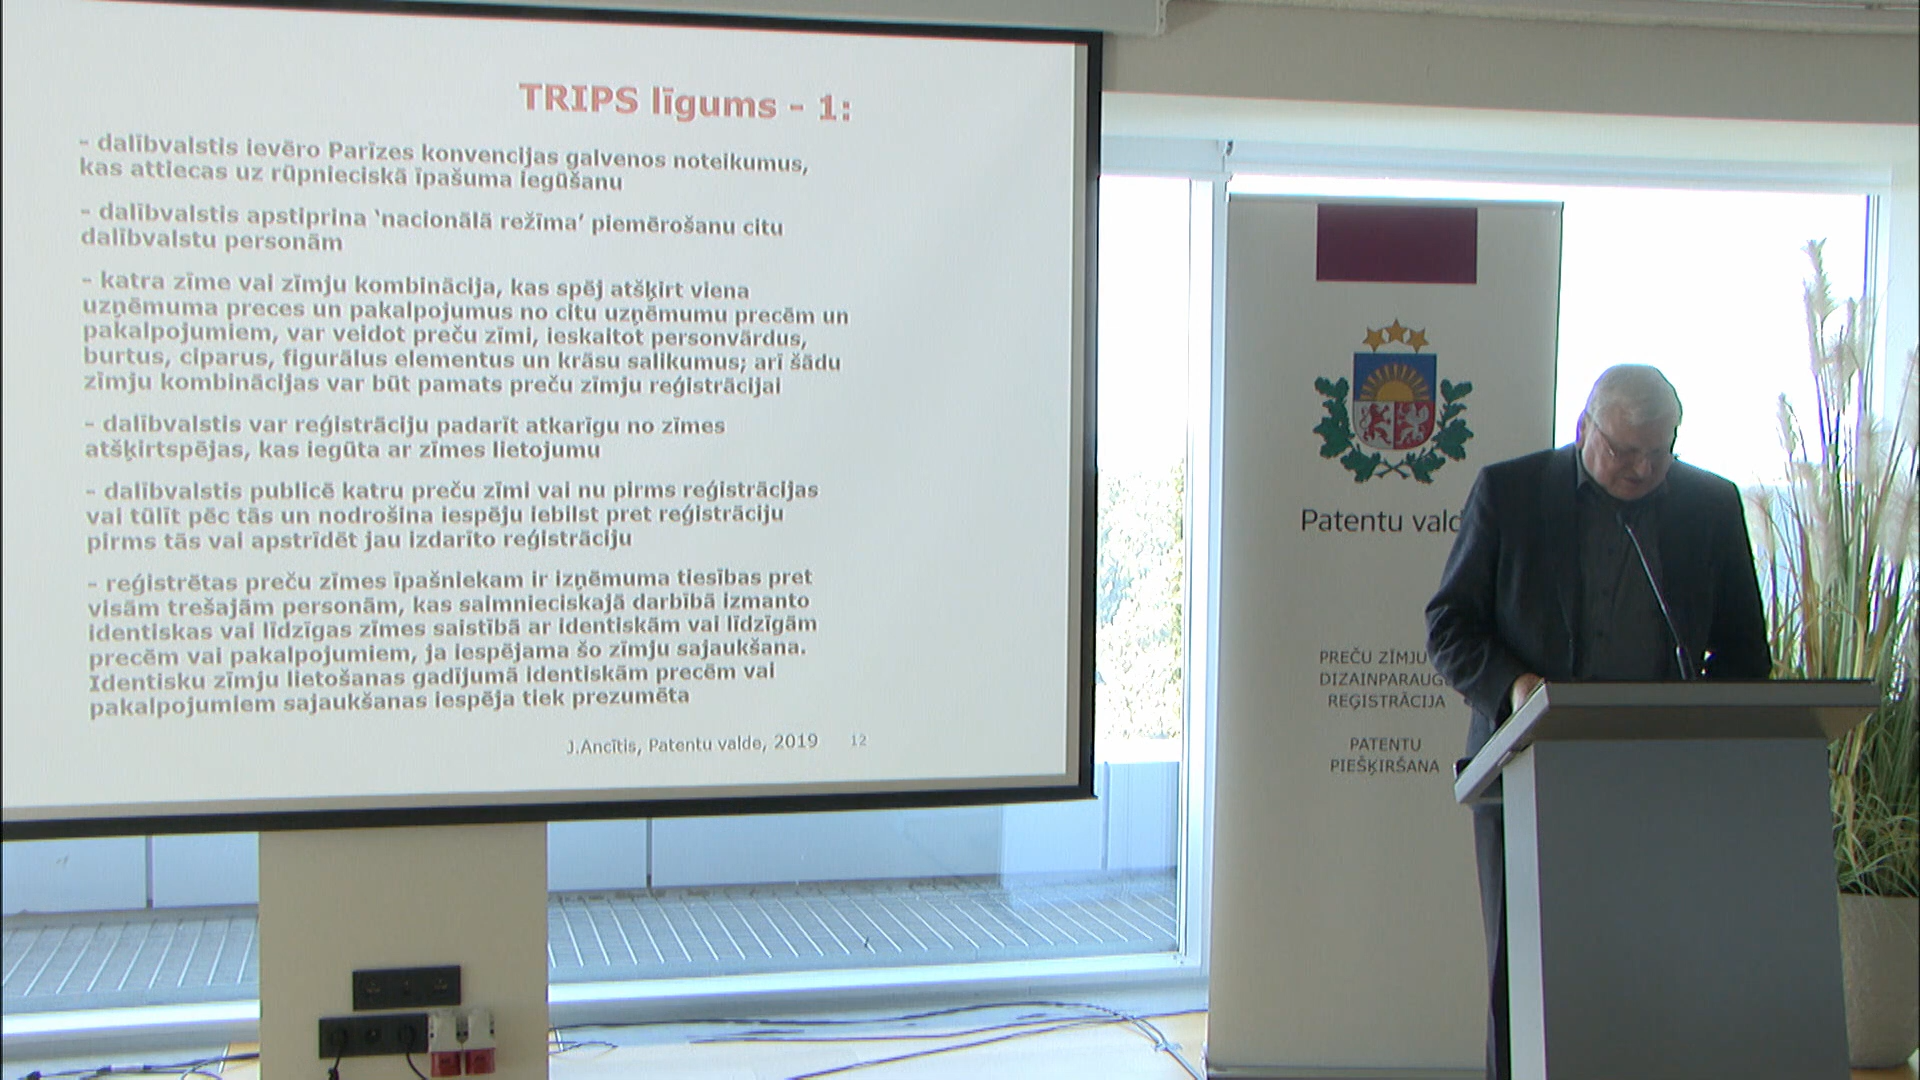 TRIPS līgums - 1:
- dalībvalstis ievēro Parīzes konvencijas galvenos noteikumus,
kas attiecas uz rūpnieciskā īpašuma iegūšanu
- dalībvalstis apstiprina ‘nacionālā režīma’ piemērošanu citu
dalībvalstu personām
- katra zīme vai zīmju kombinācija, kas spēj atšķirt viena
uzņēmuma preces un pakalpojumus no citu uzņēmumu precēm un
pakalpojumiem, var veidot preču zīmi, ieskaitot personvārdus,
burtus, ciparus, figurālus elementus un krāsu salikumus; arī šādu
zīmju kombinācijas var būt pamats preču zīmju reģistrācijai
- dalībvalstis var reģistrāciju padarīt atkarīgu no zīmes
atšķirtspējas, kas iegūta ar zīmes lietojumu
- dalībvalstis publicē katru preču zīmi vai nu pirms reģistrācijas
vai tūlīt pēc tās un nodrošina iespēju iebilst pret reģistrāciju
pirms tās vai apstrīdēt jau izdarīto reģistrāciju
- reģistrētas preču zīmes īpašniekam ir izņēmuma tiesības pret
visām trešajām personām, kas saimnieciskajā darbībā izmanto
identiskas vai līdzīgas zīmes saistībā ar identiskām vai līdzīgām
precēm vai pakalpojumiem, ja iespējama šo zīmju sajaukšana.
Identisku zīmju lietošanas gadījumā identiskām precēm vai
pakalpojumiem sajaukšanas iespēja tiek prezumēta
J.Ancītis, Patentu valde, 2019 12
Patentu vald
PREČU ZĪMJU
DIZAINPARAUG
REĢISTRĀCIJA
PATENTU
PIEŠĶIRŠANA